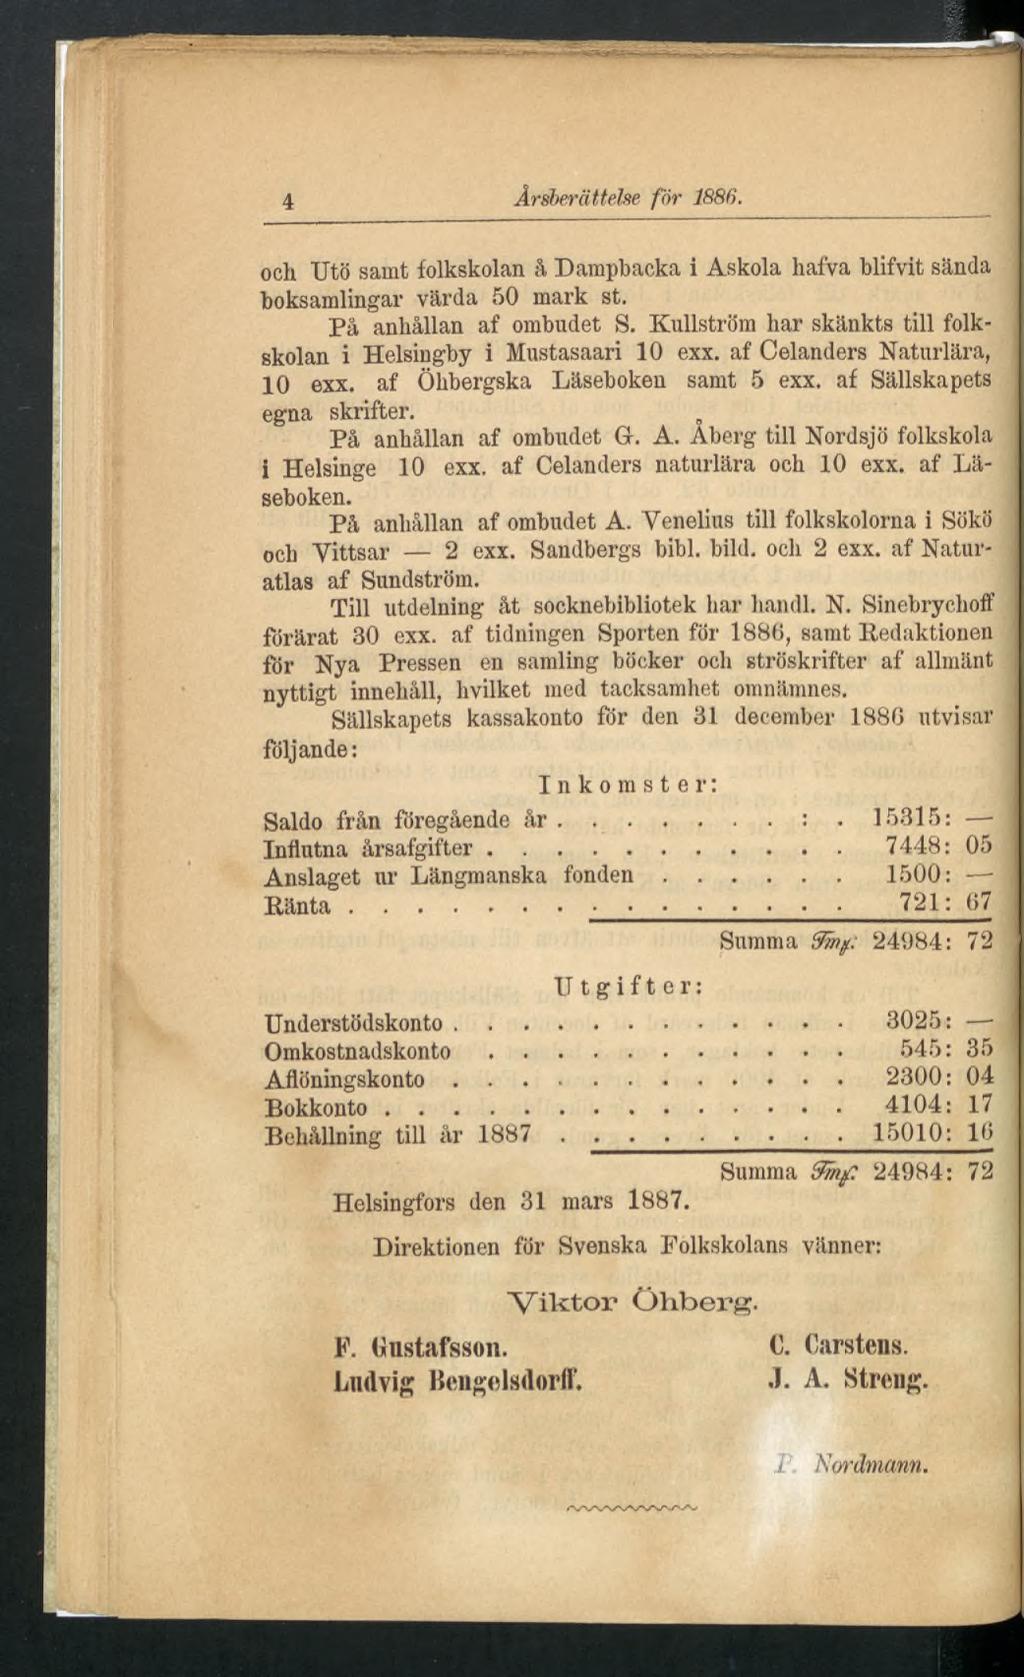 4 Årsberättelse för 1886.
och Utö samt folkskolan å Dampbacka i Askola hafva blifvit sända
boksamlingar värda 50 mark st.
På anhållan af ombudet S. Kullström har skänkts till folk-
skolan i Helsingby i Mustasaari 10 exx. af Celanders Naturlära,
10 exx. af Öhbergska Läseboken samt 5 exx. af Sällskapets
egna skrifter.
På anhållan af ombudet G. A. Åberg till Nordsjö folkskola
i Helsinge 10 exx. af Celanders naturlära och 10 exx. af Lä-
seboken.
På anhållan af ombudet A. Venelius till folkskolorna i Sökö
och Vittsar — 2 exx. Sandbergs bibl. bild. och 2 exx. af Natur-
atlas af Sundström.
Till utdelning åt socknebibliotek har handl. N. Sinebrychoff
förärat 30 exx. af tidningen Sporten för 1886, samt Redaktionen
för Nya Pressen en samling böcker och ströskrifter af allmänt
nyttigt innehåll, hvilket med tacksamhet omnämnes.
Sällskapets kassakonto för den 31 december 1886 utvisar
följande:
Inkomster:
Saldo från föregående år . . . . . . . : . 15315: —
Influtna årsafgifter . . . . . . . . . . . 7448: 05
Anslaget ur Längmanska fonden . . . . . . 1500: —
Ränta . . . . . . . . . . . . . . . 721: 67
Summa Fmk. 24984: 72
Utgifter:
Understödskonto . . . . . . . . . . . . 3025: —
Omkostnadskonto . . . . . . . . . . . 545: 35
Aflöningskonto . . . . . . . . . . . . 2300: 04
Bokkonto . . . . . . . . . . . . . . 4104: 17
Behållning till år 1887 . . . . . . . . . 15010: 16
Summa Fmk. 24984: 72
Helsingfors den 31 mars 1887.
Direktionen för Svenska Folkskolans vänner:
Viktor Öhberg.
F. Gustafsson. C. Carstens.
Ludvig Bengelsdorff. J. A. Streng.
P. Nordmann.